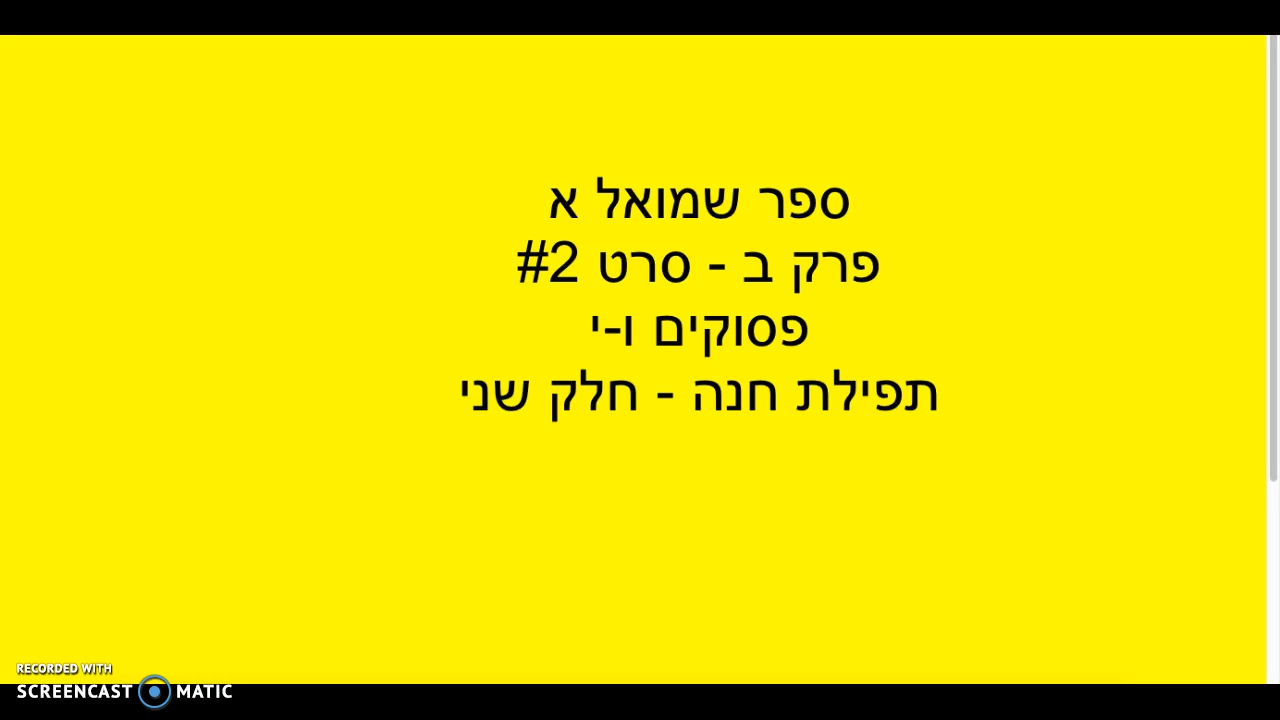 ספר שמואל א
פרק ב - סרט 2#
פסוקים ו-י
תפילת חנה - חלק שני
RECORDED WITH
SCREENCAST MATIC